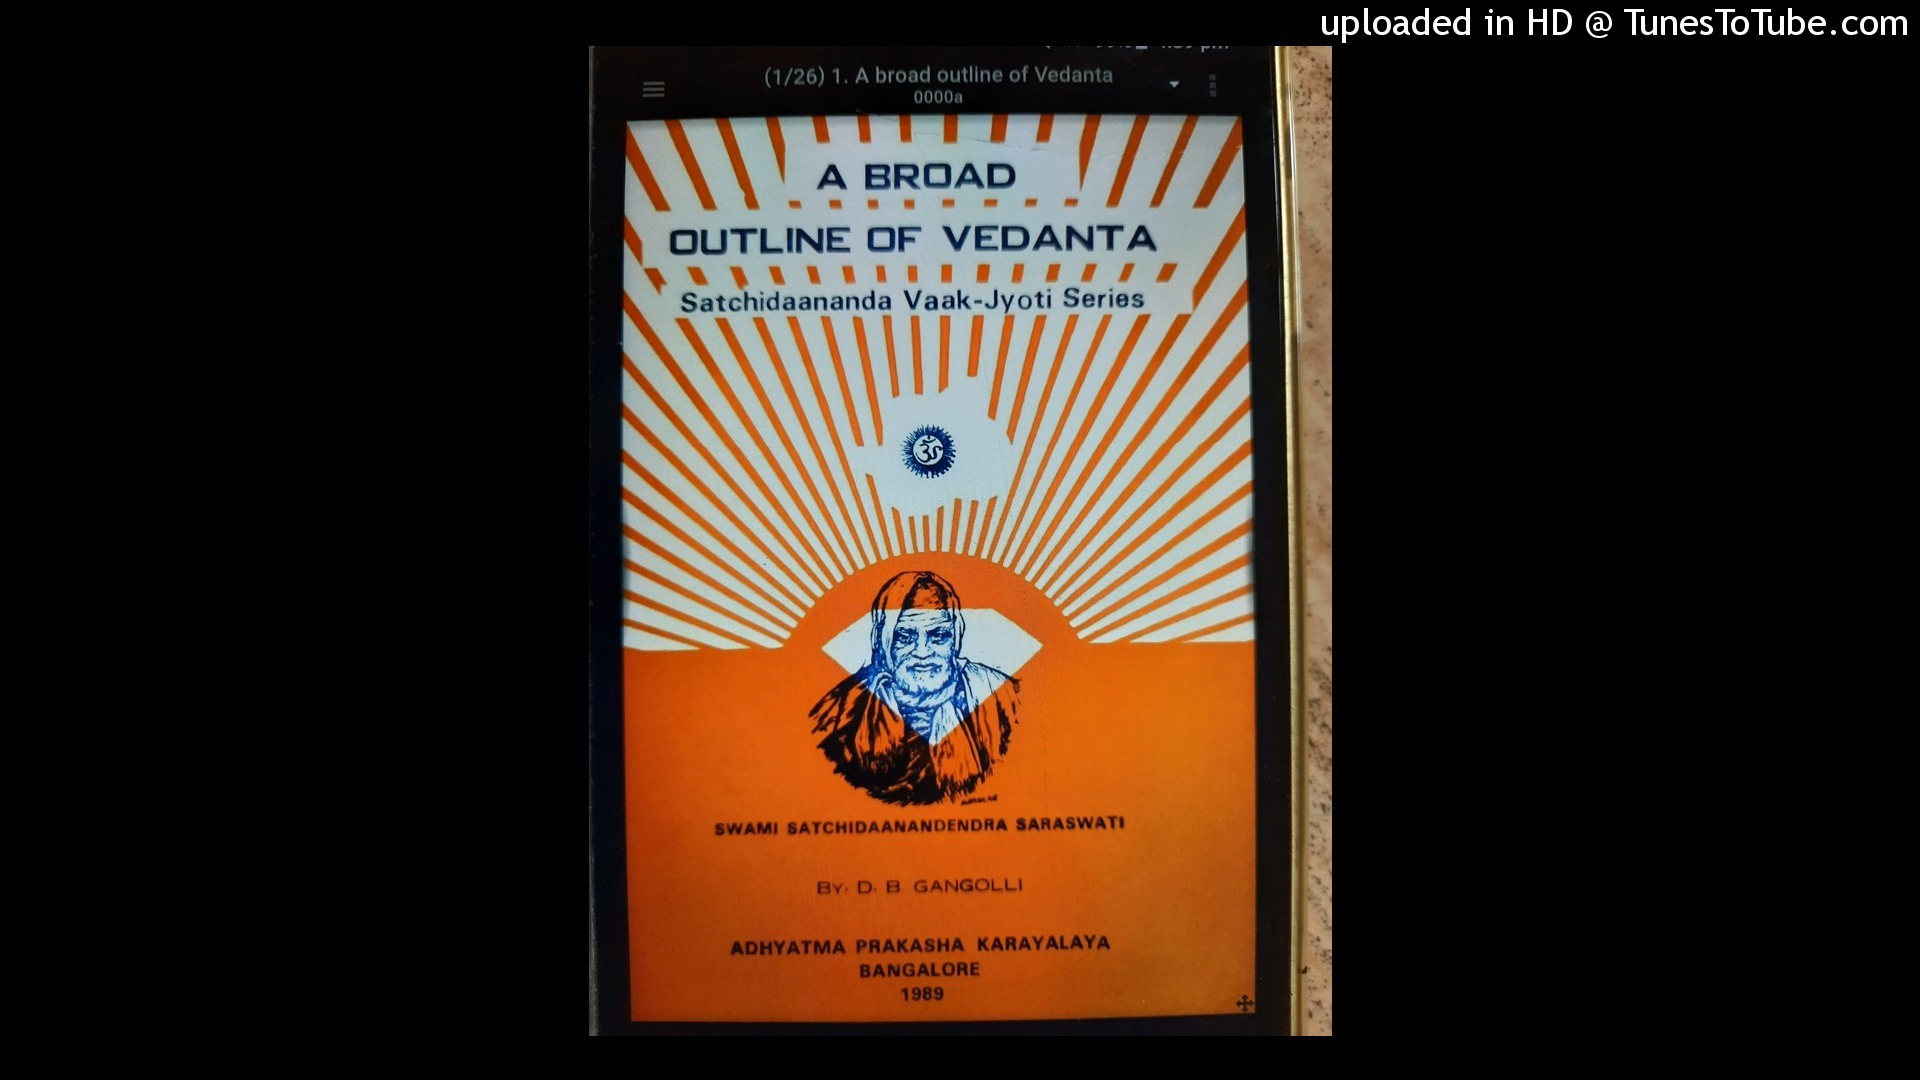 uploaded in HD @ TunesToTube.com
(1/26) 1. A broad outline of Vedanta
0000a
A BROAD
OUTLINE OF VEDANTA
Satchidaananda Vaak-Jyoti Series
ॐ
SWAMI SATCHIDAANANDENDRA SARASWATI
BY. D. B GANGOLLI
ADHYATMA PRAKASHA KARAYALAYA
BANGALORE
1989